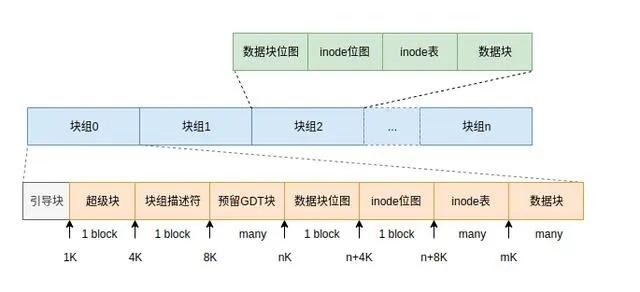 数据块位图 inode位图 inode表 数据块
块组0 块组1 块组2 ... 块组n
引导块 超级块 块组描述符 预留GDT块 数据块位图 inode位图 inode表 数据块
1 block 1 block many 1 block 1 block many many
1K 4K 8K nK n+4K n+8K mK